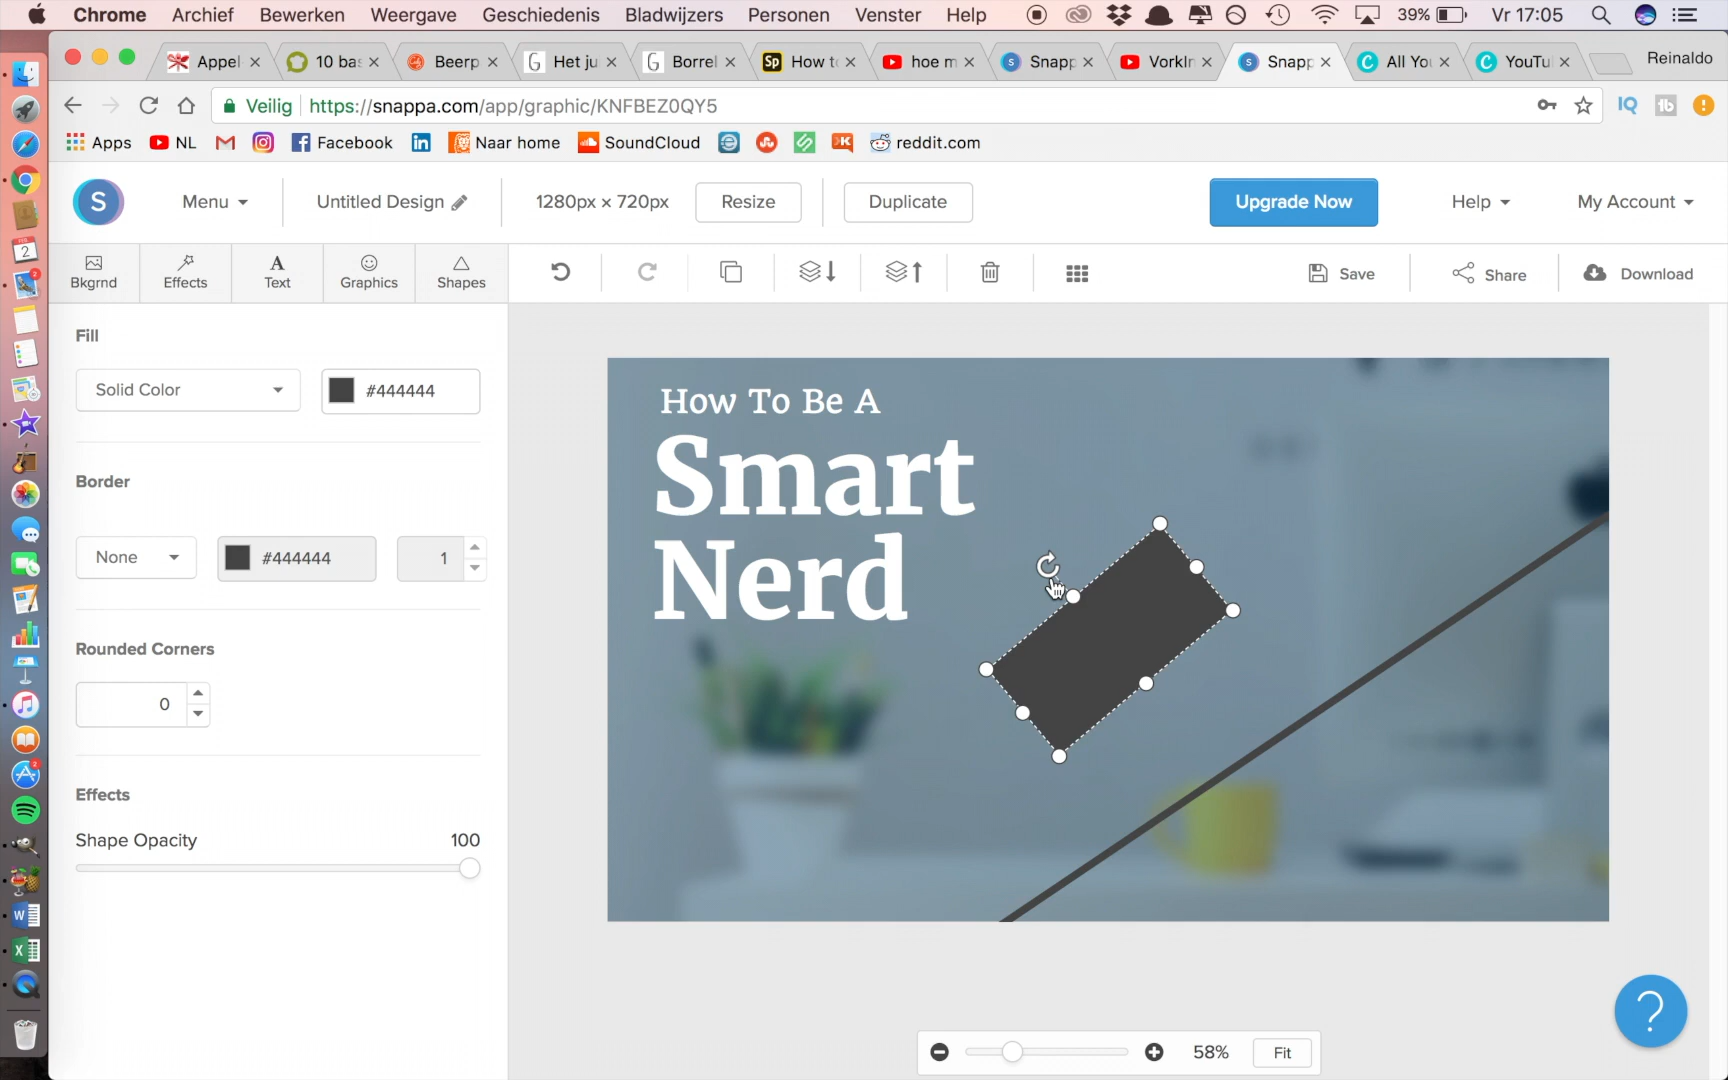 Chrome Archief Bewerken Weergave Geschiedenis Bladwijzers Personen Venster Help 39% Vr 17:05
Appel 10 bas Beerp Het ju Borrel How to hoe m Snapp VorkIn Snapp All You YouTu Reinaldo
Veilig https://snappa.com/app/graphic/KNFBEZ0QY5
Apps NL Facebook Naar home SoundCloud reddit.com
S Menu Untitled Design 1280px × 720px Resize Duplicate Upgrade Now Help My Account
Bkgrnd Effects Text Graphics Shapes Save Share Download
Fill
Solid Color #444444
Border
None #444444 1
Rounded Corners
0
Effects
Shape Opacity 100
How To Be A
Smart
Nerd
58% Fit